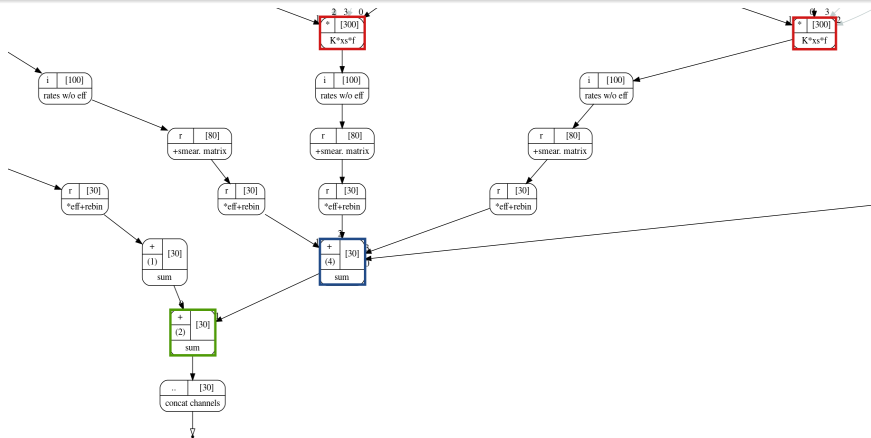 2 3 0
* [300]
K*xs*f
3
* [300]
K*xs*f
i [100]
rates w/o eff
i [100]
rates w/o eff
i [100]
rates w/o eff
r [80]
+smear. matrix
r [80]
+smear. matrix
r [80]
+smear. matrix
r [30]
*eff+rebin
r [30]
*eff+rebin
r [30]
*eff+rebin
r [30]
*eff+rebin
+
(1)
[30]
sum
+
(4)
[30]
sum
+
(2)
[30]
sum
.. [30]
concat channels